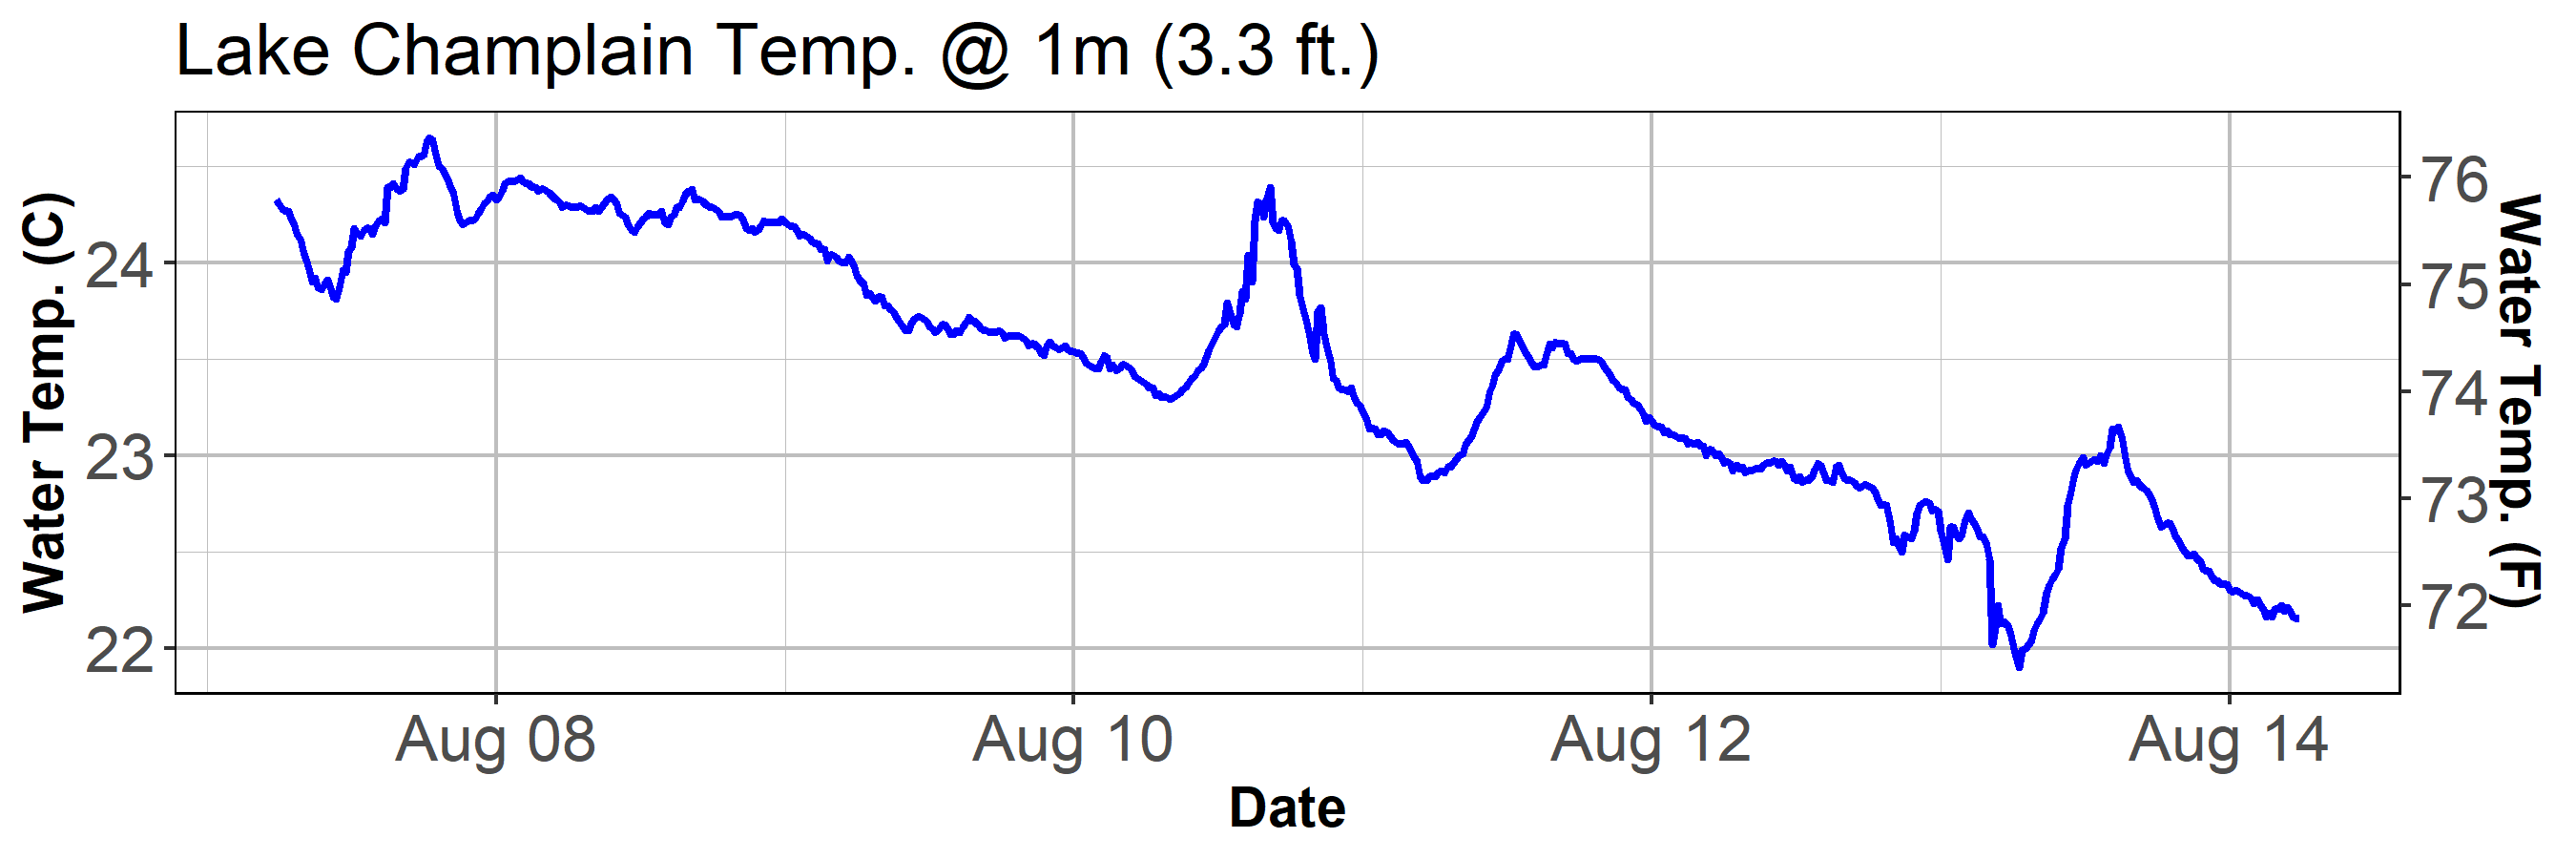 Lake Champlain Temp. @ 1m (3.3 ft.)
Water Temp. (C)
24
23
22
76
75
74
73
72
Water Temp. (F)
Aug 08
Aug 10
Aug 12
Aug 14
Date